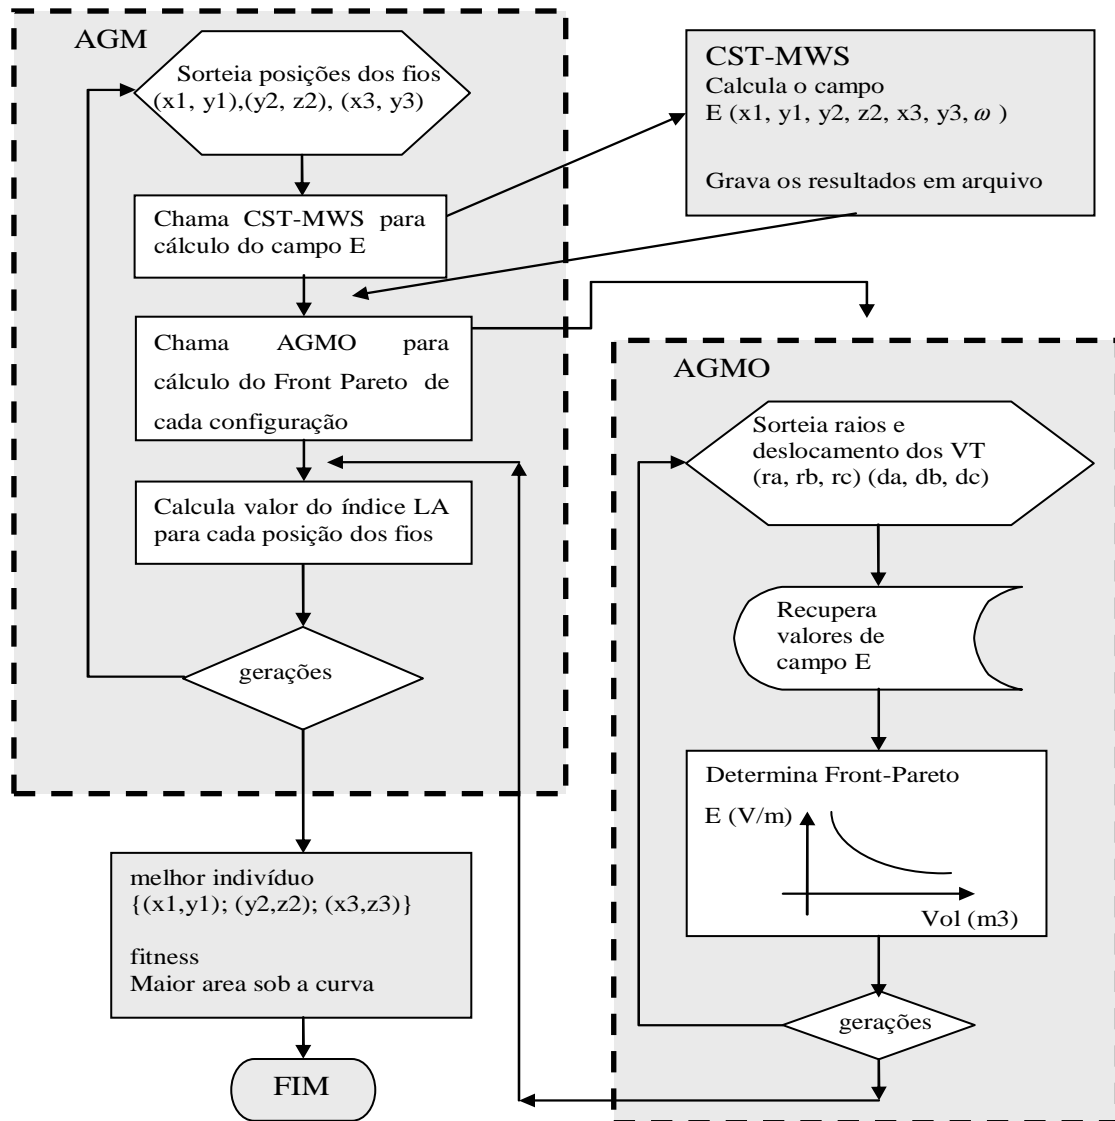 AGM
Sorteia posições dos fios
(x1, y1),(y2, z2), (x3, y3)
Chama CST-MWS para
cálculo do campo E
Chama AGMO para
cálculo do Front Pareto de
cada configuração
Calcula valor do índice LA
para cada posição dos fios
gerações
melhor indivíduo
{(x1,y1); (y2,z2); (x3,z3)}
fitness
Maior area sob a curva
FIM
CST-MWS
Calcula o campo
E (x1, y1, y2, z2, x3, y3, ω )
Grava os resultados em arquivo
AGMO
Sorteia raios e
deslocamento dos VT
(ra, rb, rc) (da, db, dc)
Recupera
valores de
campo E
Determina Front-Pareto
E (V/m)
Vol (m3)
gerações